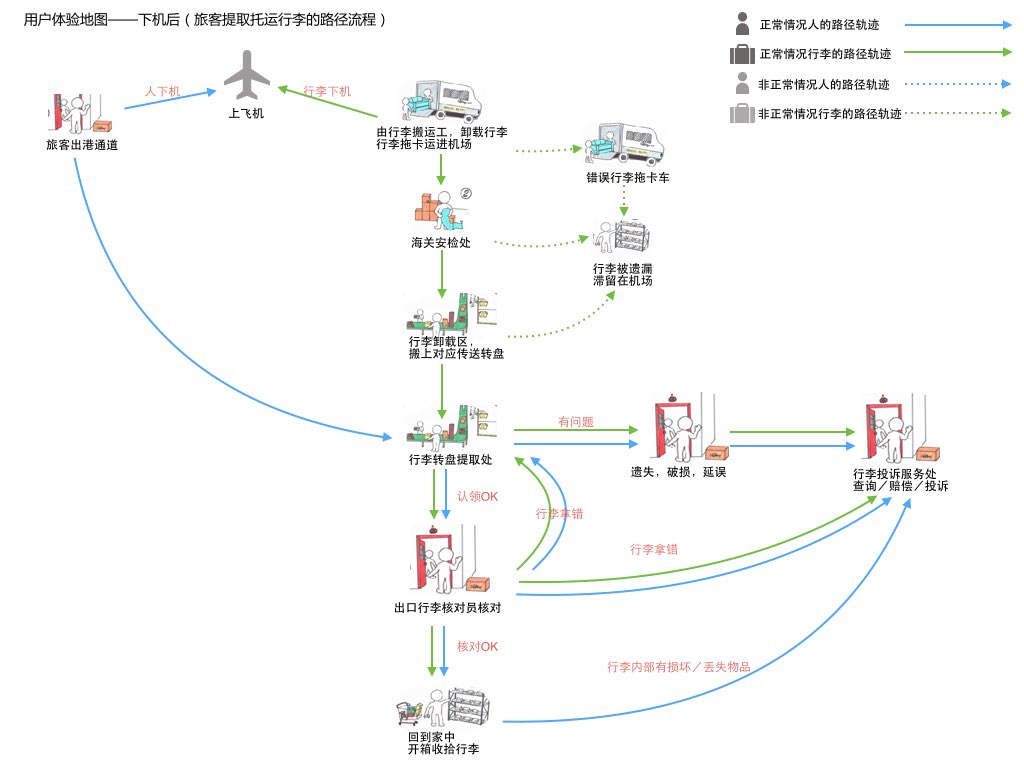 用户体验地图——下机后（旅客提取托运行李的路径流程）
正常情况人的路径轨迹
正常情况行李的路径轨迹
非正常情况人的路径轨迹
非正常情况行李的路径轨迹
人下机
行李下机
上飞机
旅客出港通道
由行李搬运工，卸载行李
行李拖卡运进机场
错误行李拖卡车
②
海关安检处
行李被遗漏
滞留在机场
行李卸载区，
搬上对应传送转盘
有问题
行李转盘提取处
遗失，破损，延误
行李投诉服务处
查询／赔偿／投诉
认领OK
行李拿错
行李拿错
出口行李核对员核对
核对OK
行李内部有损坏／丢失物品
回到家中
开箱收拾行李